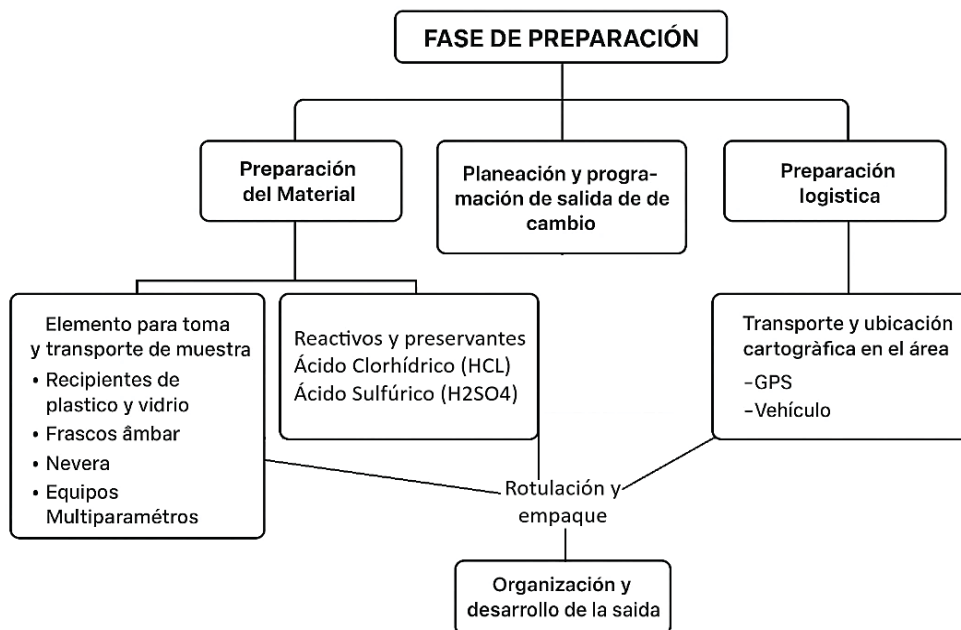 FASE DE PREPARACIÓN
Preparación
del Material
Planeación y progra-
mación de salida de de
cambio
Preparación
logistica
Elemento para toma
y transporte de muestra
• Recipientes de
plastico y vidrio
• Frascos âmbar
• Nevera
• Equipos
Multiparamétros
Reactivos y preservantes
Ácido Clorhídrico (HCL)
Ácido Sulfúrico (H2SO4)
Transporte y ubicación
cartogràfica en el área
-GPS
-Vehículo
Rotulación y
empaque
Organización y
desarrollo de la saida